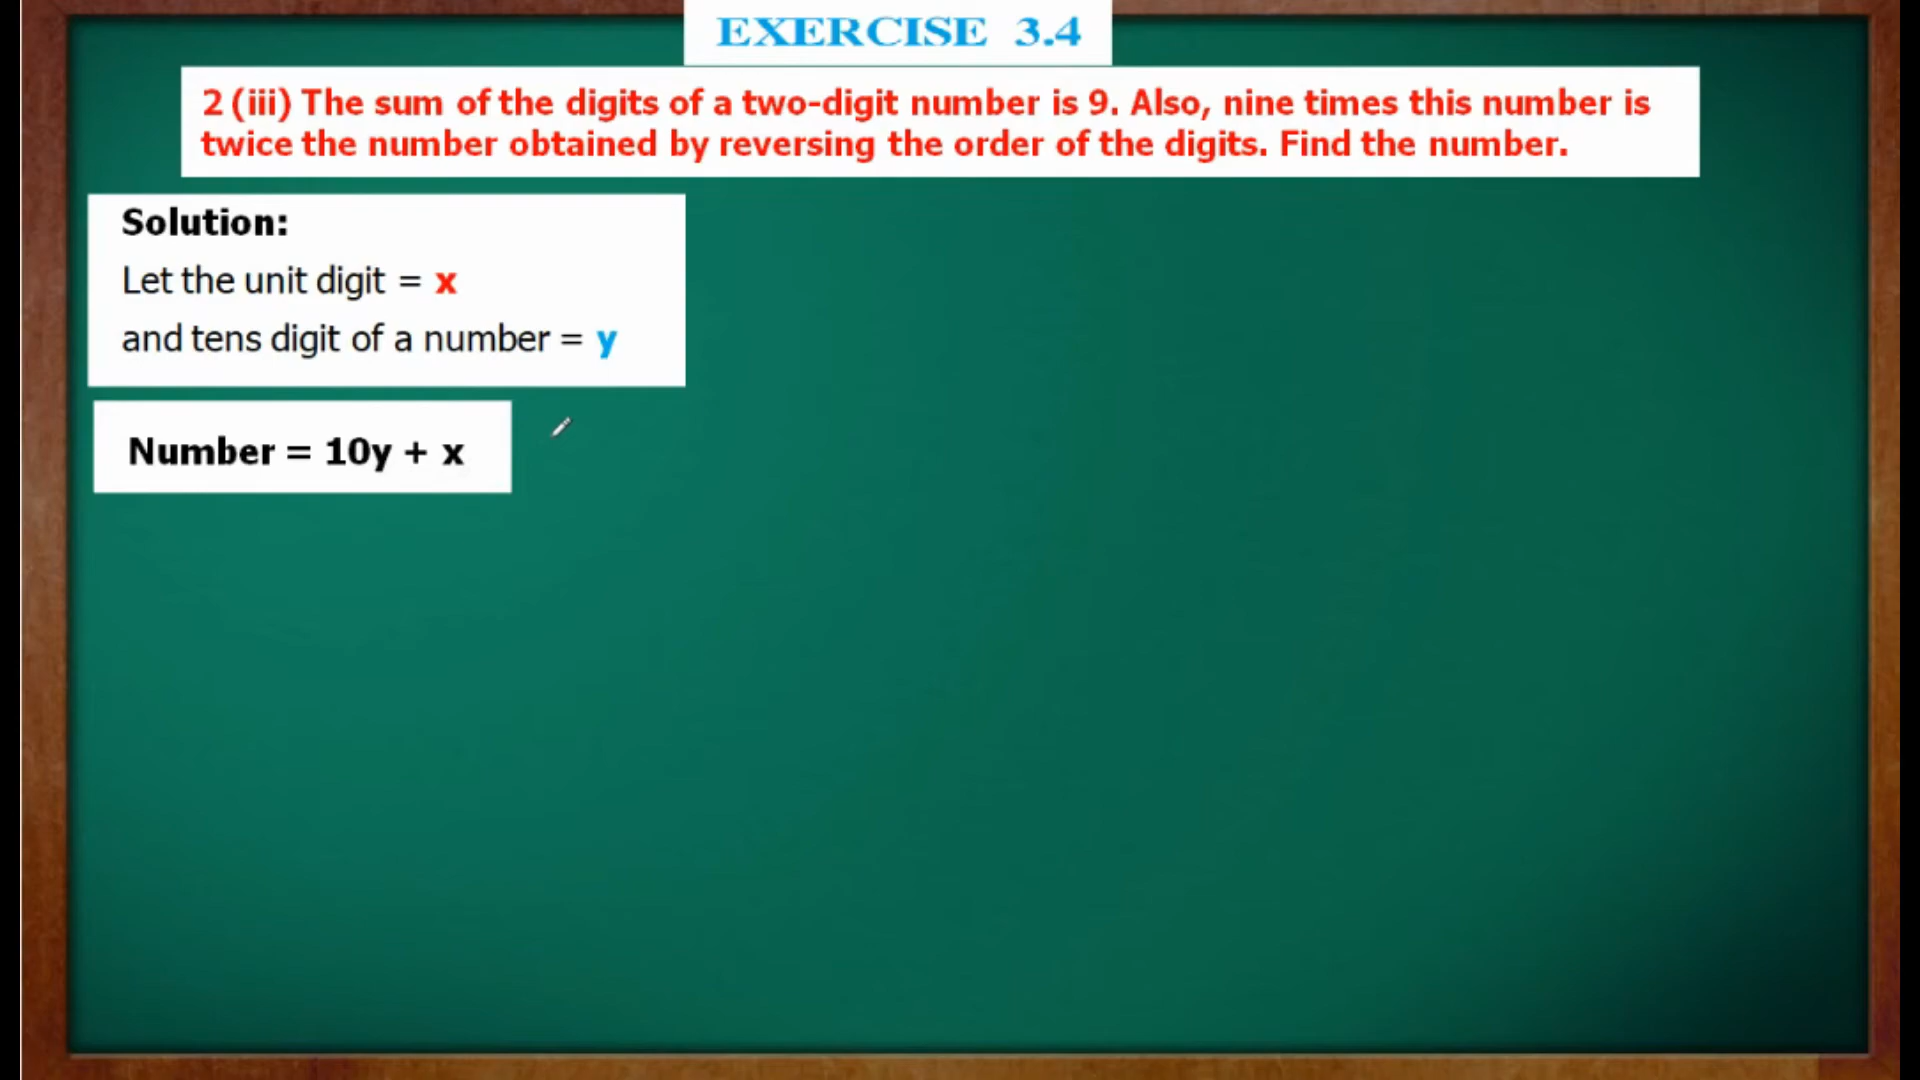 EXERCISE 3.4
2 (iii) The sum of the digits of a two-digit number is 9. Also, nine times this number is
twice the number obtained by reversing the order of the digits. Find the number.
Solution:
Let the unit digit = x
and tens digit of a number = y
Number = 10y + x